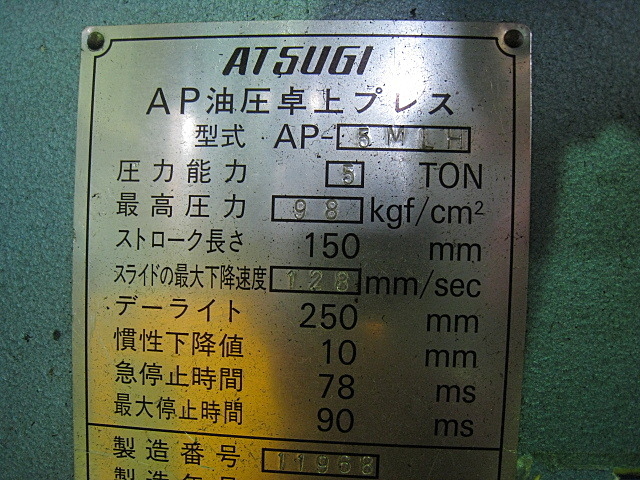 ATSUGI
AP油圧卓上プレス
型式 AP-5MLH
圧力能力 5 TON
最高圧力 98 kgf/cm²
ストローク長さ 150 mm
スライドの最大下降速度 128 mm/sec
デーライト 250 mm
慣性下降値 10 mm
急停止時間 78 ms
最大停止時間 90 ms
製造番号 11968